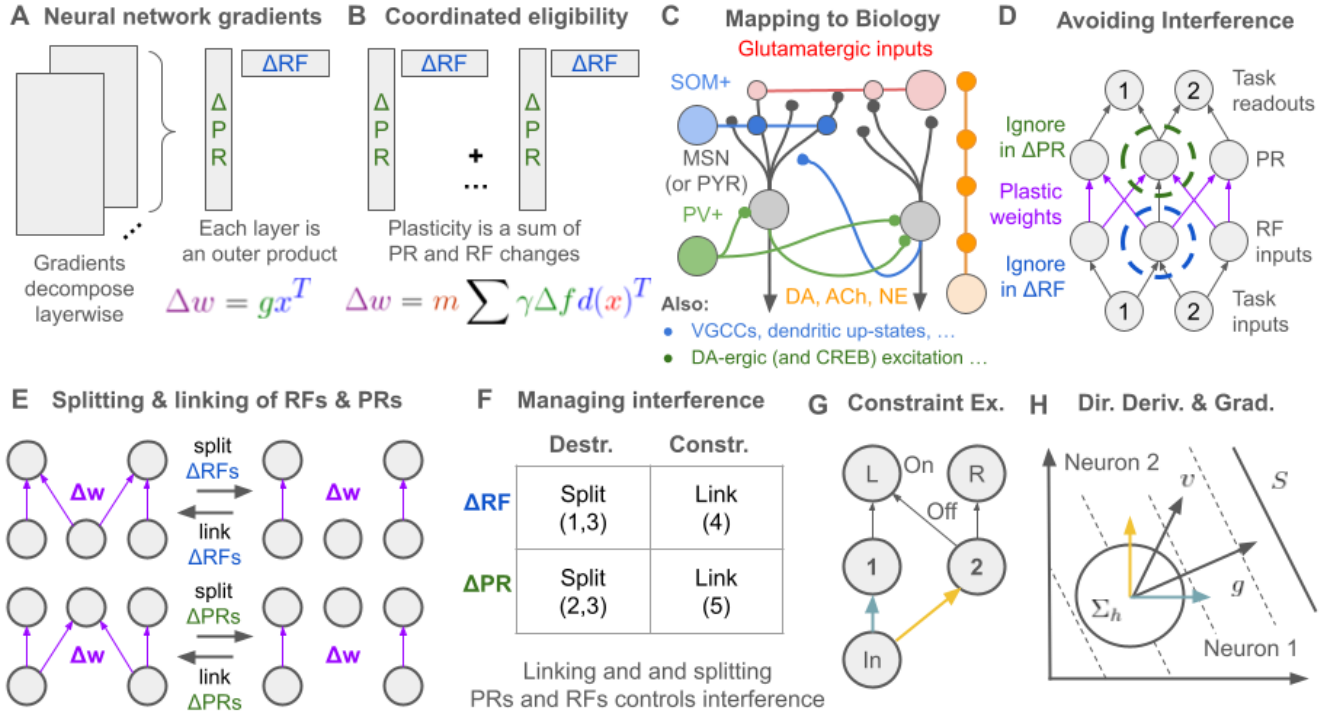 A Neural network gradients
ΔRF
Δ
P
R
Each layer is
an outer product
Gradients
decompose
layerwise
Δw = gx^T
B Coordinated eligibility
ΔRF
ΔRF
Δ
P
R
+
...
Δ
P
R
Plasticity is a sum of
PR and RF changes
Δw = m ∑ γΔfd(x)^T
C Mapping to Biology
Glutamatergic inputs
SOM+
MSN
(or PYR)
PV+
DA, ACh, NE
Also:
VGCCs, dendritic up-states, ...
DA-ergic (and CREB) excitation ...
D Avoiding Interference
1
2
Task
readouts
Ignore
in ΔPR
PR
Plastic
weights
RF
inputs
Ignore
in ΔRF
1
2
Task
inputs
E Splitting & linking of RFs & PRs
split
ΔRFs
Δw
Δw
link
ΔRFs
split
ΔPRs
Δw
Δw
link
ΔPRs
F Managing interference
Destr. Constr.
ΔRF
Split
(1,3)
Link
(4)
ΔPR
Split
(2,3)
Link
(5)
Linking and and splitting
PRs and RFs controls interference
G Constraint Ex.
L
On
R
Off
1
2
In
H Dir. Deriv. & Grad.
Neuron 2
v
S
g
Σh
Neuron 1